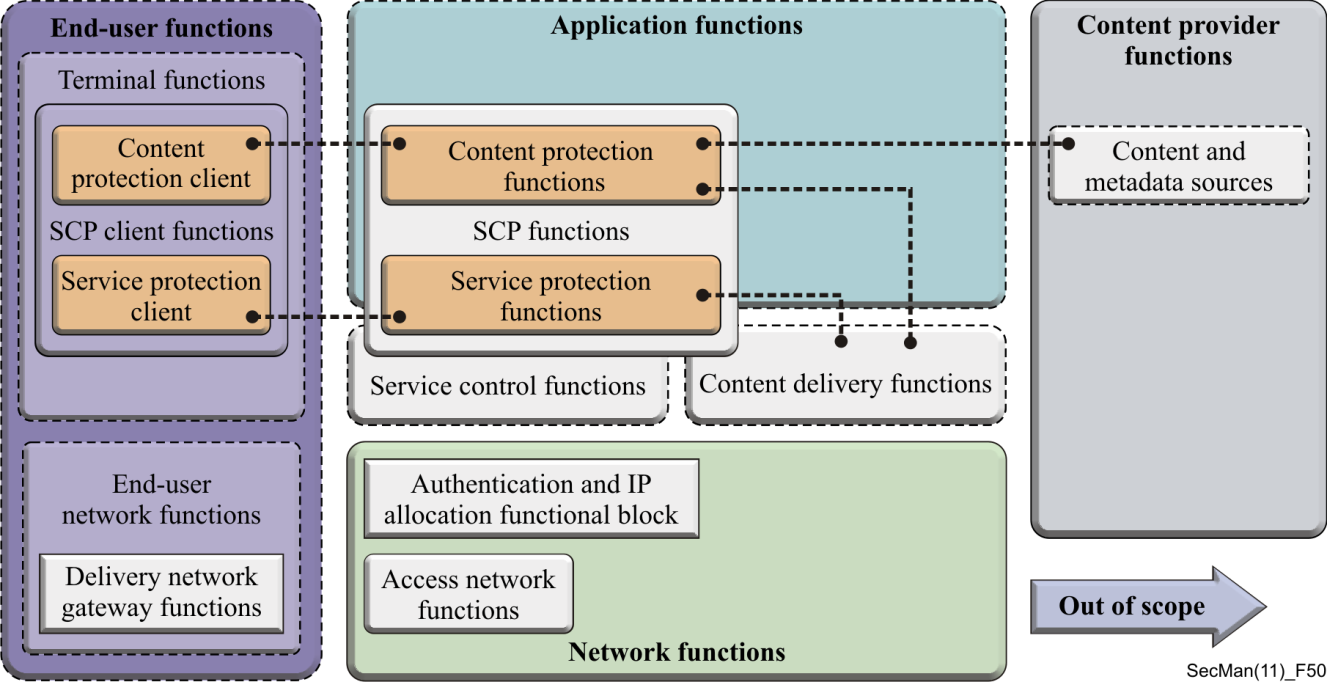 End-user functions
Terminal functions
Content
protection client
SCP client functions
Service protection
client
End-user
network functions
Delivery network
gateway functions
Application functions
Content protection
functions
SCP functions
Service protection
functions
Service control functions
Content delivery functions
Authentication and IP
allocation functional block
Access network
functions
Network functions
Content provider
functions
Content and
metadata sources
Out of scope
SecMan(11)_F50